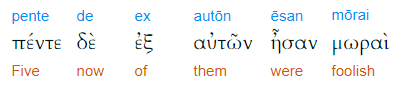 pente de ex autōn ēsan mōrai
πέντε δὲ ἐξ αὐτῶν ἦσαν μωραὶ
Five now of them were foolish